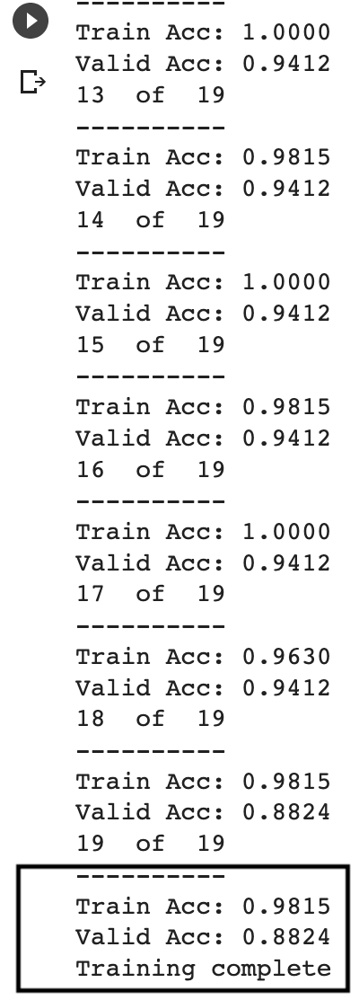 ----------
Train Acc: 1.0000
Valid Acc: 0.9412
13  of  19
----------
Train Acc: 0.9815
Valid Acc: 0.9412
14  of  19
----------
Train Acc: 1.0000
Valid Acc: 0.9412
15  of  19
----------
Train Acc: 0.9815
Valid Acc: 0.9412
16  of  19
----------
Train Acc: 1.0000
Valid Acc: 0.9412
17  of  19
----------
Train Acc: 0.9630
Valid Acc: 0.9412
18  of  19
----------
Train Acc: 0.9815
Valid Acc: 0.8824
19  of  19
----------
Train Acc: 0.9815
Valid Acc: 0.8824
Training complete